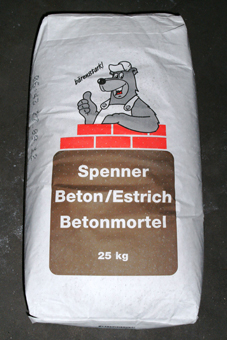 bärenstark!
Spenner
Beton/Estrich
Betonmortel
25 kg